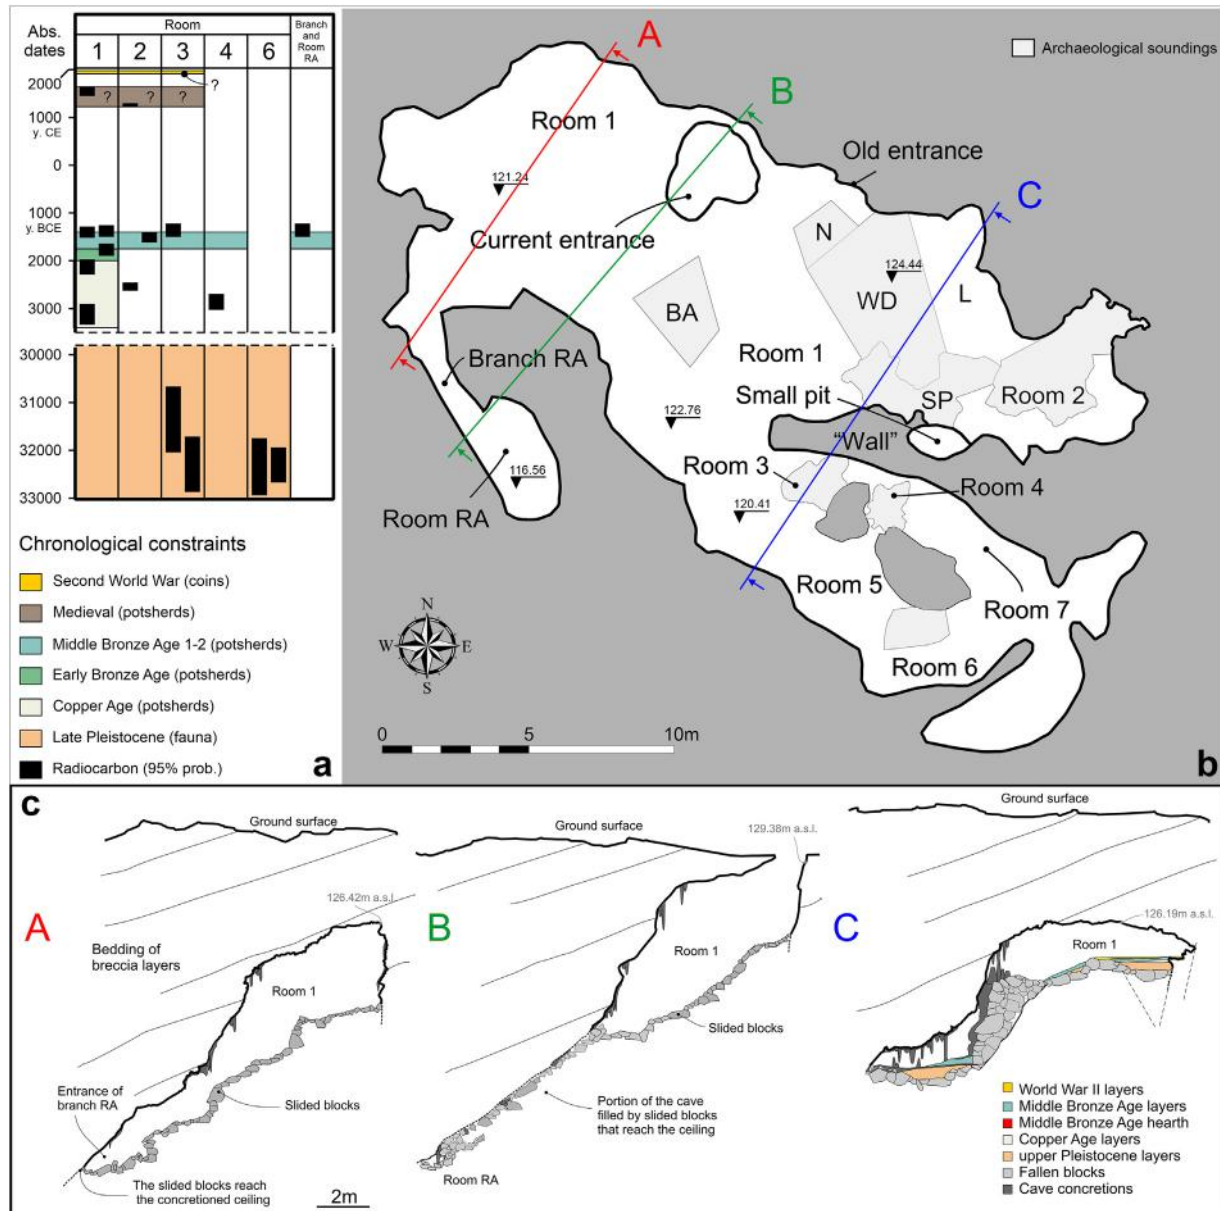 Abs.
dates
Room
Branch
and
Room
RA
1 2 3 4 6
2000
?
? ? ?
1000
y. CE
0
1000
y. BCE
2000
3000
30000
31000
32000
33000
Chronological constraints
Second World War (coins)
Medieval (potsherds)
Middle Bronze Age 1-2 (potsherds)
Early Bronze Age (potsherds)
Copper Age (potsherds)
Late Pleistocene (fauna)
Radiocarbon (95% prob.)
a
A
B
Archaeological soundings
Room 1
Old entrance
C
121.24
Current entrance
N
124.44
WD
L
BA
Room 1
Branch RA
Small pit
SP
Room 2
122.76
"Wall"
Room 3
Room 4
116.56
120.41
Room RA
Room 5
Room 7
Room 6
N
W E
S
0 5 10m
b
c
Ground surface
126.42m a.s.l.
A
Bedding of
breccia layers
Room 1
Entrance of
branch RA
Slided blocks
The slided blocks reach
the concretioned ceiling
2m
Ground surface
129.38m a.s.l.
B
Room 1
Slided blocks
Portion of the cave
filled by slided blocks
that reach the ceiling
Room RA
Ground surface
126.19m a.s.l.
C
Room 1
World War II layers
Middle Bronze Age layers
Middle Bronze Age hearth
Copper Age layers
upper Pleistocene layers
Fallen blocks
Cave concretions